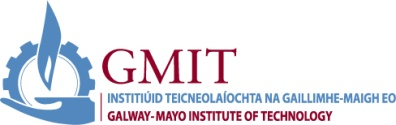 GMIT
INSTITIÚID TEICNEOLAÍOCHTA NA GAILLIMHE-MAIGH EO
GALWAY-MAYO INSTITUTE OF TECHNOLOGY